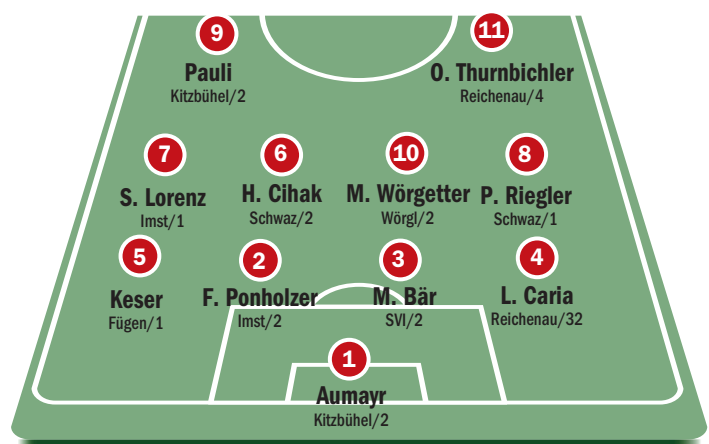 9
Pauli
Kitzbühel/2
11
O. Thurnbichler
Reichenau/4
7
S. Lorenz
Imst/1
6
H. Cihak
Schwaz/2
10
M. Wörgetter
Wörgl/2
8
P. Riegler
Schwaz/1
5
Keser
Fügen/1
2
F. Ponholzer
Imst/2
3
M. Bär
SVI/2
4
L. Caria
Reichenau/32
1
Aumayr
Kitzbühel/2